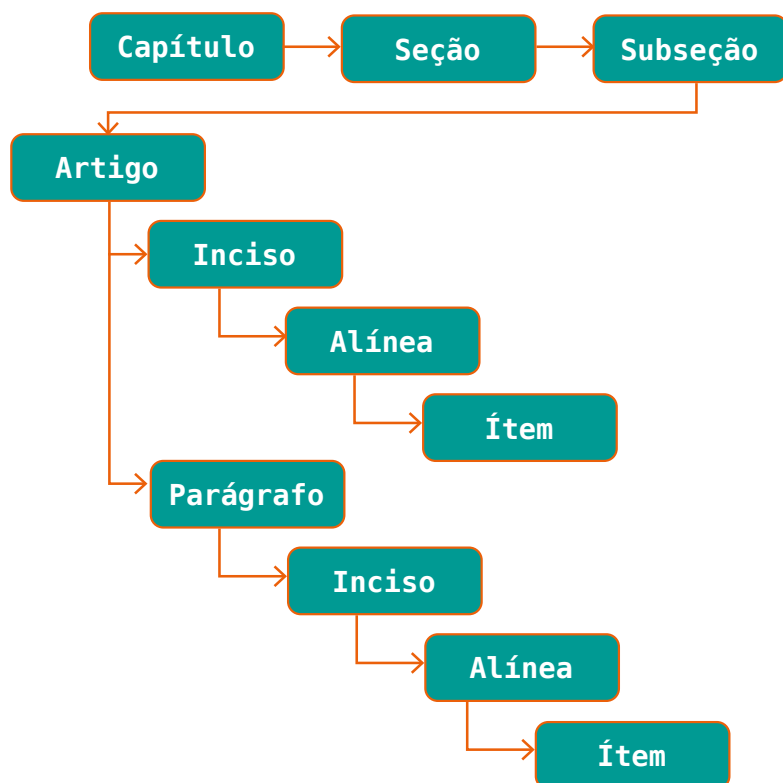 Capítulo
Seção
Subseção
Artigo
Inciso
Alínea
Ítem
Parágrafo
Inciso
Alínea
Ítem